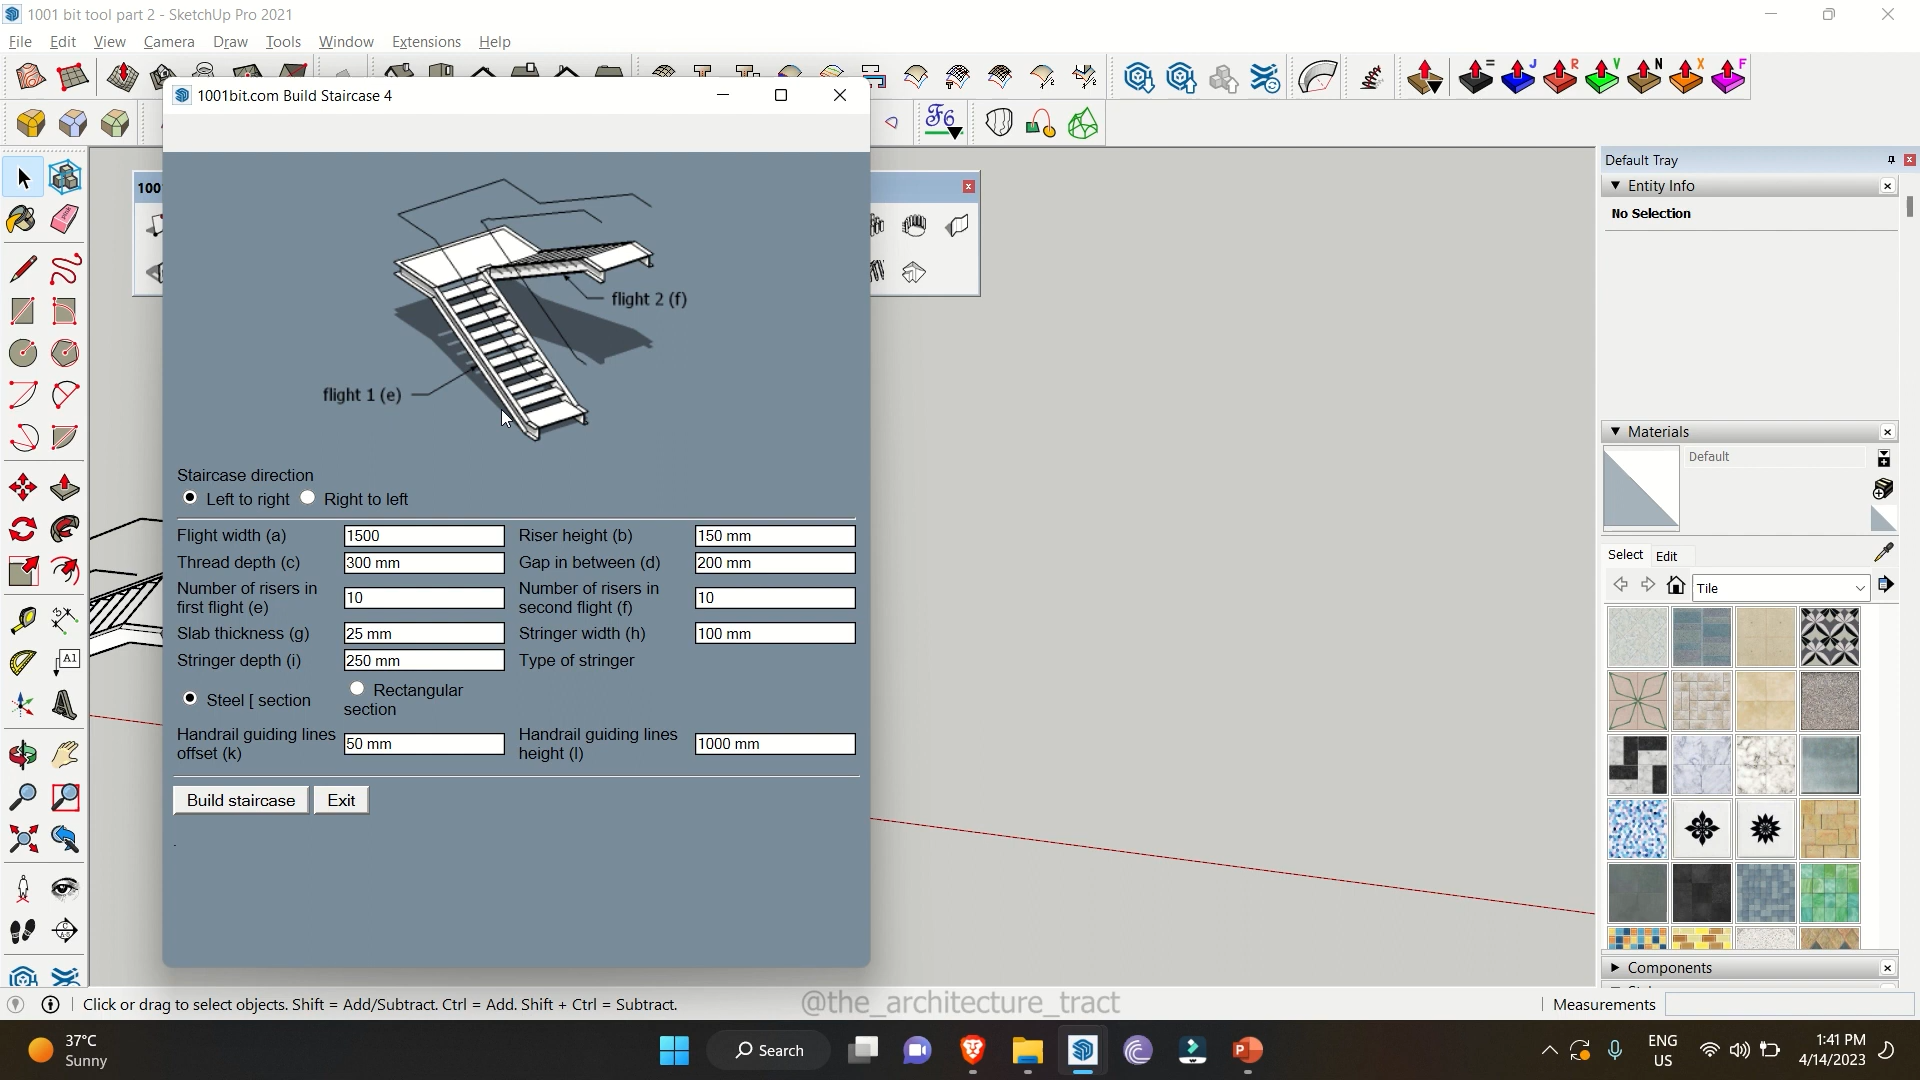 1001 bit tool part 2 - SketchUp Pro 2021
File Edit View Camera Draw Tools Window Extensions Help
= J R V N X F
1001bit.com Build Staircase 4
F6
Default Tray
Entity Info
No Selection
100
flight 2 (f)
flight 1 (e)
Staircase direction
Left to right Right to left
Flight width (a) 1500 Riser height (b) 150 mm
Thread depth (c) 300 mm Gap in between (d) 200 mm
Number of risers in first flight (e) 10 Number of risers in second flight (f) 10
Slab thickness (g) 25 mm Stringer width (h) 100 mm
Stringer depth (i) 250 mm Type of stringer
Steel [ section Rectangular section
Handrail guiding lines offset (k) 50 mm Handrail guiding lines height (l) 1000 mm
Build staircase Exit
.
A1
Materials
Default
Select Edit
Tile
Components
Click or drag to select objects. Shift = Add/Subtract. Ctrl = Add. Shift + Ctrl = Subtract.
@the_architecture_tract
Measurements
37°C
Sunny
Search
ENG
US
1:41 PM
4/14/2023